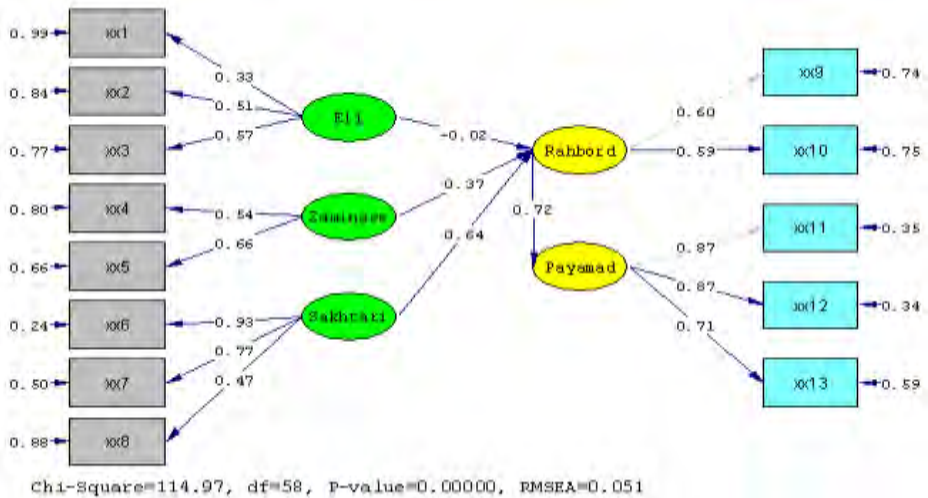 0.99
xx1
0.84
xx2
0.77
xx3
0.80
xx4
0.66
xx5
0.24
xx6
0.50
xx7
0.88
xx8
0.33
0.51
0.57
0.54
0.66
0.93
0.77
0.47
Sakhtari
-0.02
0.37
0.64
Rahbord
0.72
Payamad
0.60
0.59
0.87
0.87
0.71
xx9
0.74
xx10
0.75
xx11
0.35
xx12
0.34
xx13
0.59
Chi-Square=114.97, df=58, P-value=0.00000, RMSEA=0.051